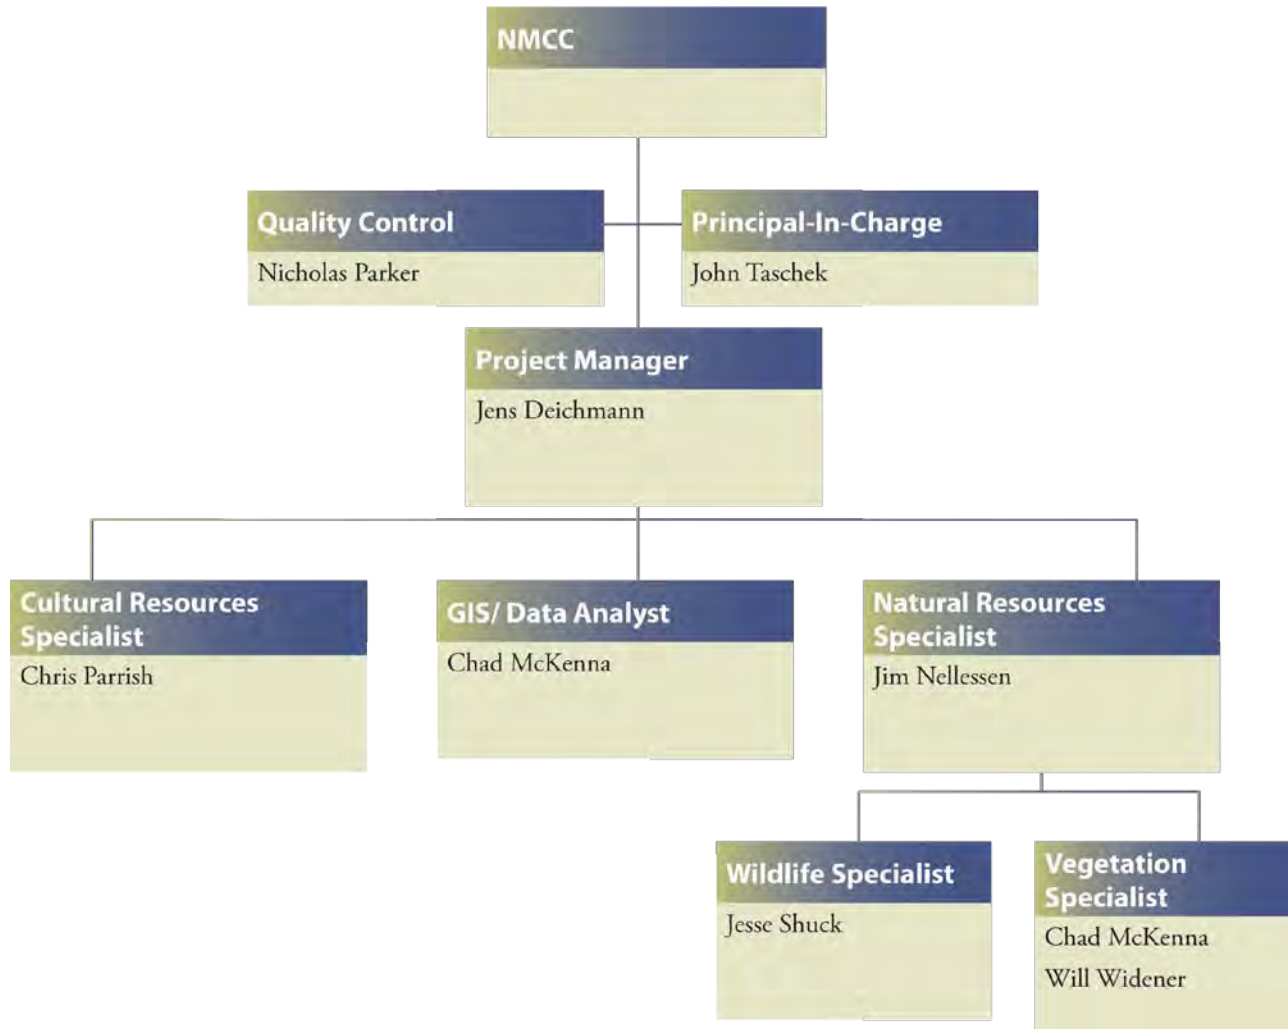 NMCC
Quality Control
Nicholas Parker
Principal-In-Charge
John Taschek
Project Manager
Jens Deichmann
Cultural Resources
Specialist
Chris Parrish
GIS/ Data Analyst
Chad McKenna
Natural Resources
Specialist
Jim Nellessen
Wildlife Specialist
Jesse Shuck
Vegetation
Specialist
Chad McKenna
Will Widener